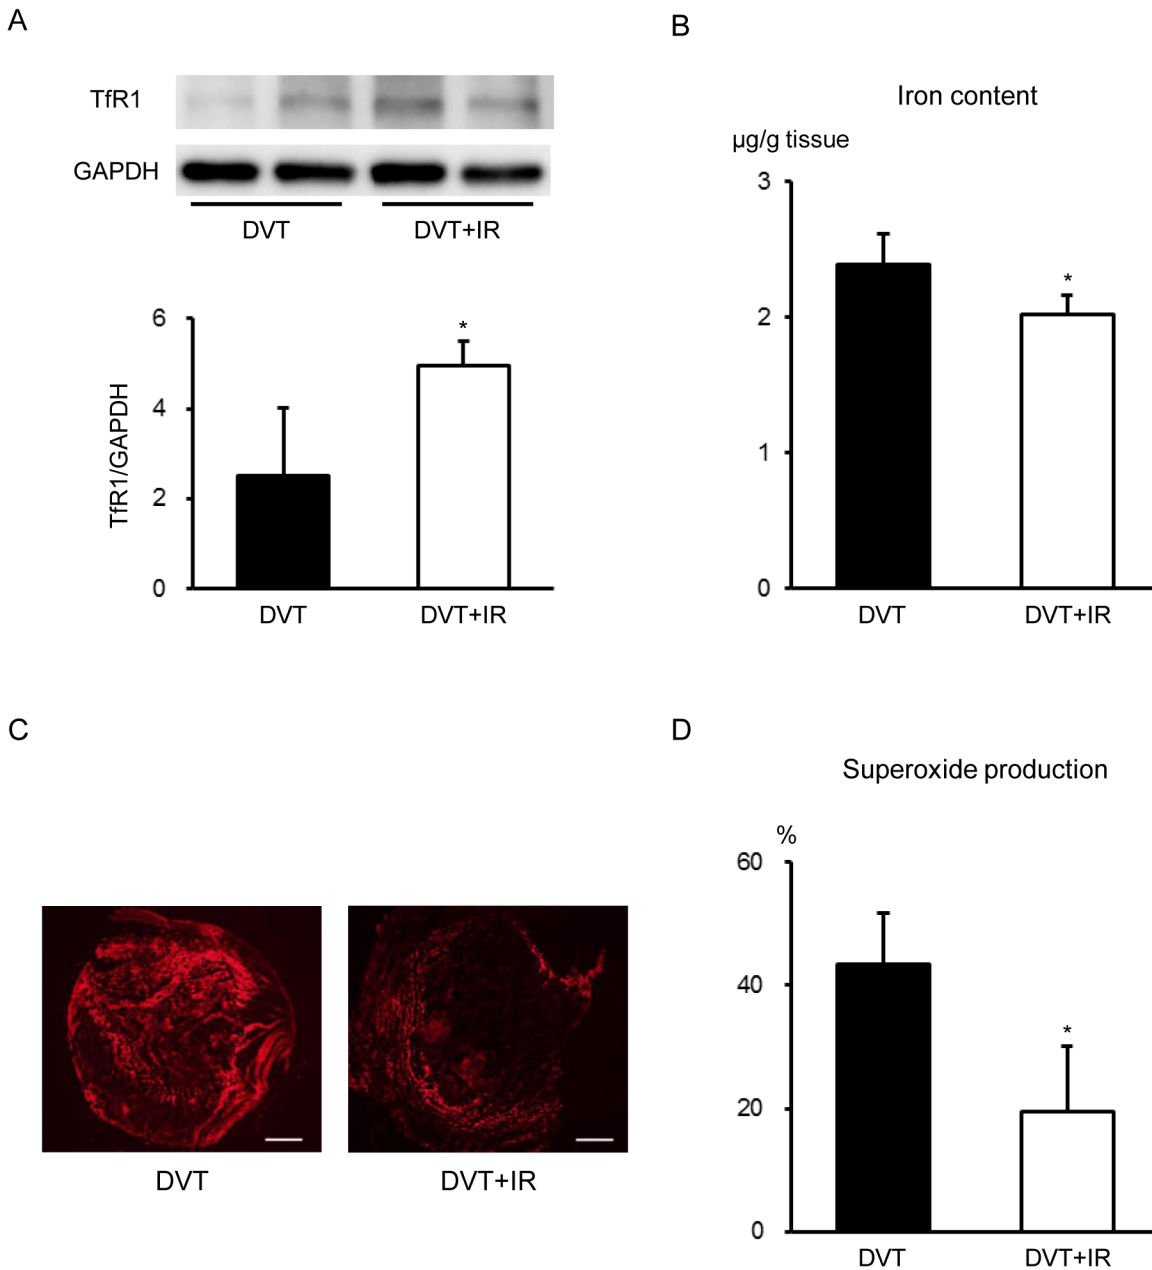 A
TfR1
GAPDH
DVT DVT+IR
6
*
4
2
0
TfR1/GAPDH
DVT DVT+IR
B
Iron content
µg/g tissue
3
*
2
1
0
DVT DVT+IR
C
DVT DVT+IR
D
Superoxide production
%
60
40
*
20
0
DVT DVT+IR